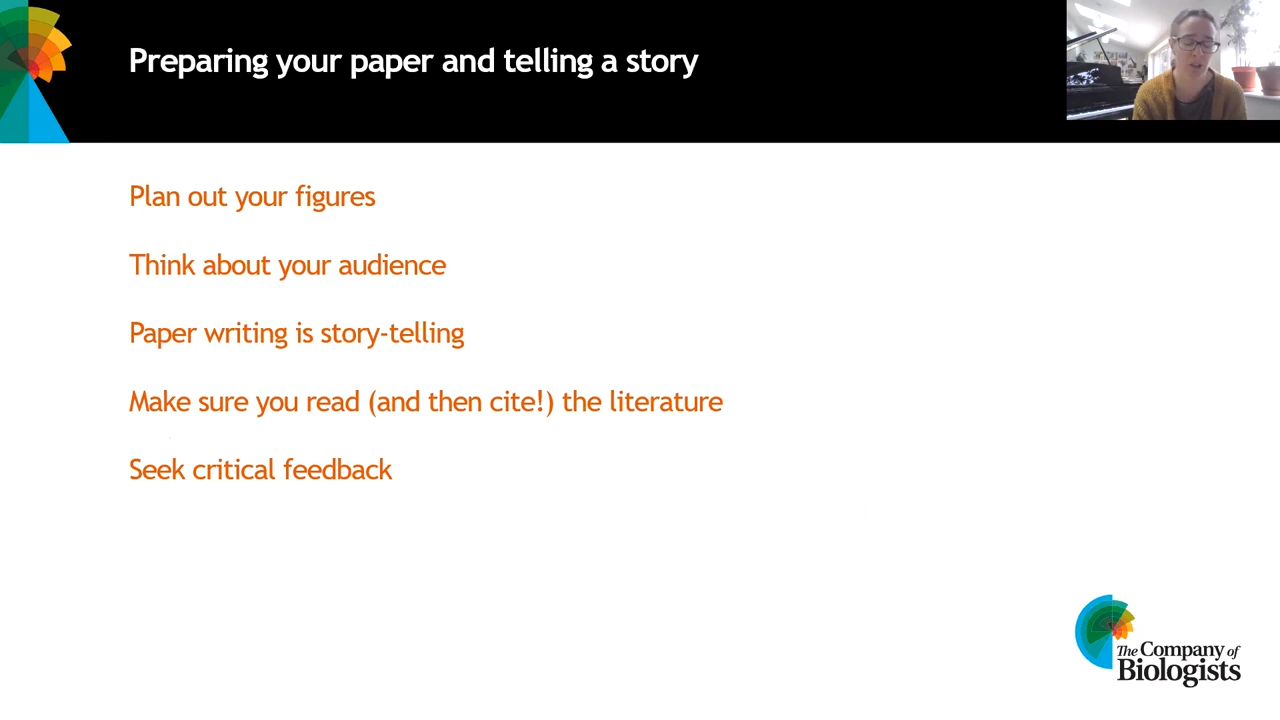 Preparing your paper and telling a story
Plan out your figures
Think about your audience
Paper writing is story-telling
Make sure you read (and then cite!) the literature
Seek critical feedback
The Company of
Biologists